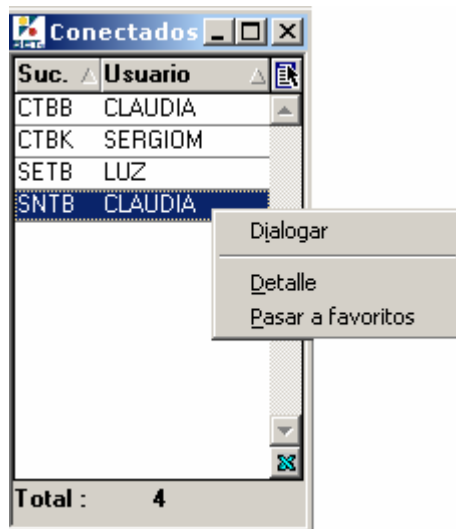 Conectados
Suc. Usuario
CTBB CLAUDIA
CTBK SERGIOM
SETB LUZ
SNTB CLAUDIA
Dialogar
Detalle
Pasar a favoritos
Total : 4